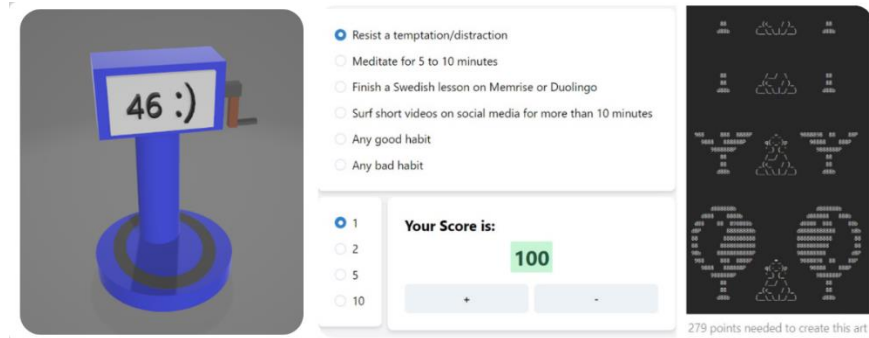 46 :)
Resist a temptation/distraction
Meditate for 5 to 10 minutes
Finish a Swedish lesson on Memrise or Duolingo
Surf short videos on social media for more than 10 minutes
Any good habit
Any bad habit
1
2
5
10
Your Score is:
100
+
-
279 points needed to create this art